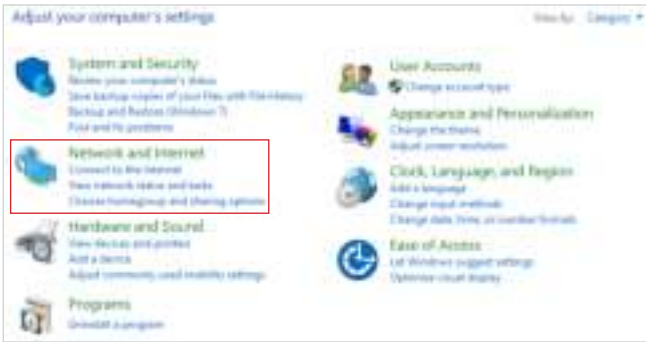 Adjust your computer's settings
View by: Category
System and Security
Review your computer's status
Save backup copies of your files with File History
Backup and Restore (Windows 7)
Find and fix problems
Network and Internet
Connect to the Internet
View network status and tasks
Choose homegroup and sharing options
Hardware and Sound
View devices and printers
Add a device
Adjust commonly used mobility settings
Programs
Uninstall a program
User Accounts
Change account type
Appearance and Personalization
Change the theme
Adjust screen resolution
Clock, Language, and Region
Add a language
Change input methods
Change date, time, or number formats
Ease of Access
Let Windows suggest settings
Optimize visual display